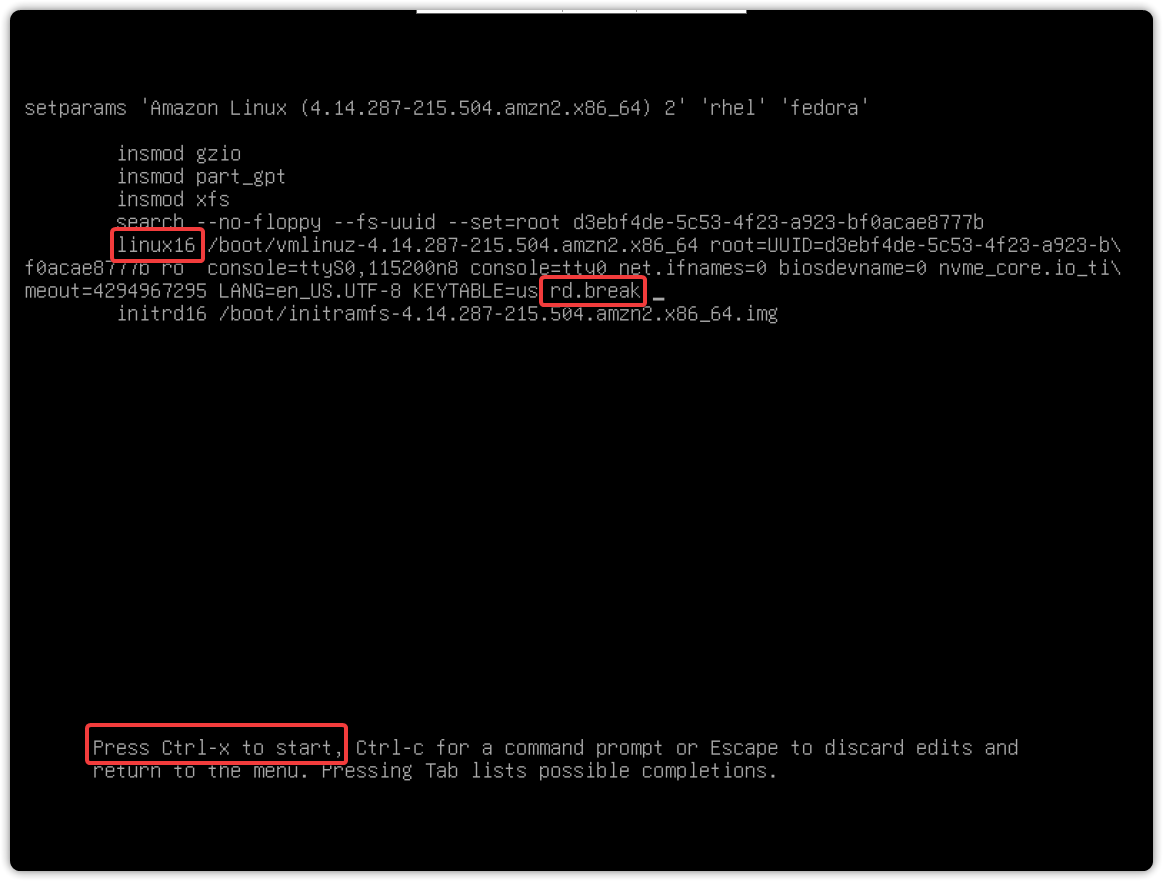 setparams 'Amazon Linux (4.14.287-215.504.amzn2.x86_64) 2' 'rhel' 'fedora'
insmod gzio
insmod part_gpt
insmod xfs
search --no-floppy --fs-uuid --set=root d3ebf4de-5c53-4f23-a923-bf0acae8777b
linux16 /boot/vmlinuz-4.14.287-215.504.amzn2.x86_64 root=UUID=d3ebf4de-5c53-4f23-a923-b\
f0acae8777b ro  console=ttyS0,115200n8 console=tty0 net.ifnames=0 biosdevname=0 nvme_core.io_ti\
meout=4294967295 LANG=en_US.UTF-8 KEYTABLE=us rd.break _
initrd16 /boot/initramfs-4.14.287-215.504.amzn2.x86_64.img
Press Ctrl-x to start, Ctrl-c for a command prompt or Escape to discard edits and
return to the menu. Pressing Tab lists possible completions.